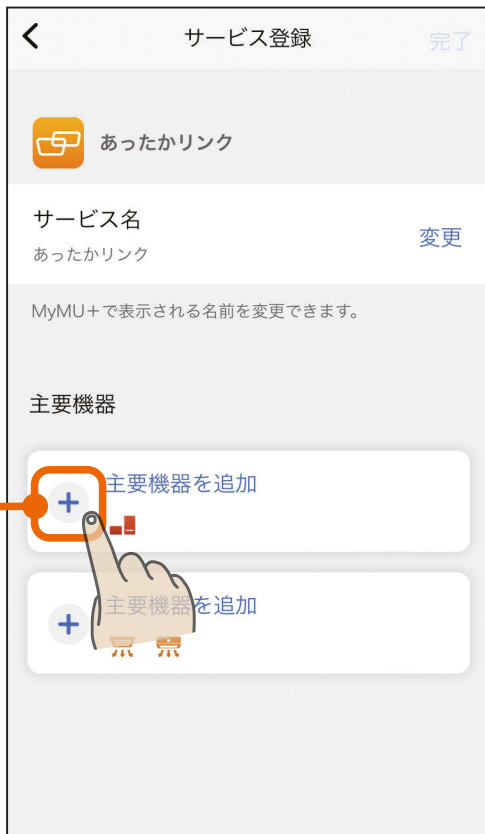 サービス登録
完了
あったかリンク
サービス名
あったかリンク
変更
MyMU＋で表示される名前を変更できます。
主要機器
主要機器を追加
主要機器を追加